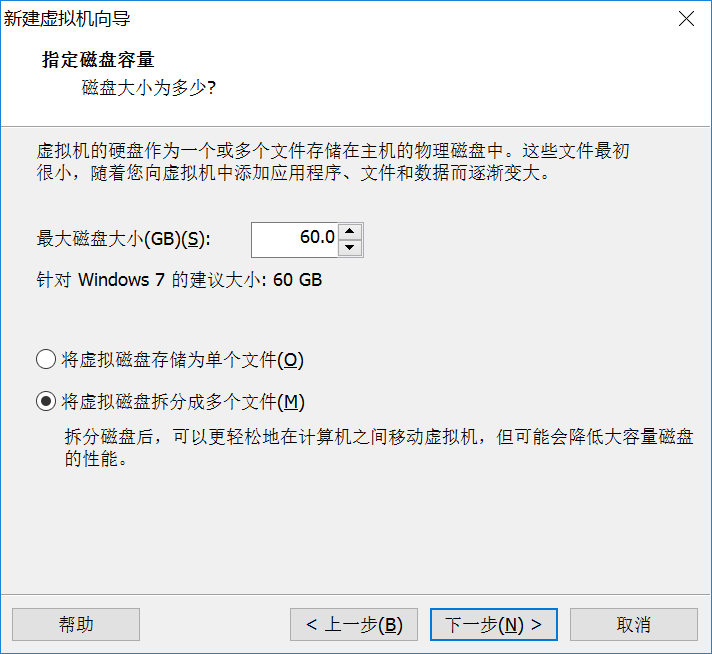 新建虚拟机向导
指定磁盘容量
磁盘大小为多少?
虚拟机的硬盘作为一个或多个文件存储在主机的物理磁盘中。这些文件最初
很小，随着您向虚拟机中添加应用程序、文件和数据而逐渐变大。
最大磁盘大小(GB)(S): 60.0
针对 Windows 7 的建议大小: 60 GB
将虚拟磁盘存储为单个文件(O)
将虚拟磁盘拆分成多个文件(M)
拆分磁盘后，可以更轻松地在计算机之间移动虚拟机，但可能会降低大容量磁盘
的性能。
帮助 < 上一步(B) 下一步(N) > 取消